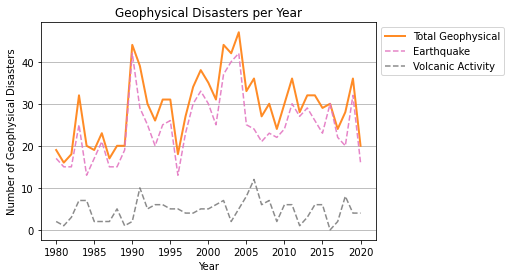 Geophysical Disasters per Year
Number of Geophysical Disasters
40
30
20
10
0
1980 1985 1990 1995 2000 2005 2010 2015 2020
Year
Total Geophysical
Earthquake
Volcanic Activity